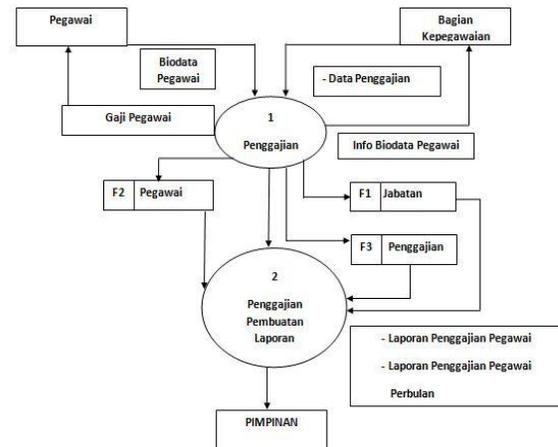 Pegawai
Bagian
Kepegawaian
Biodata
Pegawai
- Data Penggajian
Gaji Pegawai
1
Penggajian
Info Biodata Pegawai
F2 Pegawai
F1 Jabatan
F3 Penggajian
2
Penggajian
Pembuatan
Laporan
- Laporan Penggajian Pegawai
- Laporan Penggajian Pegawai
Perbulan
PIMPINAN